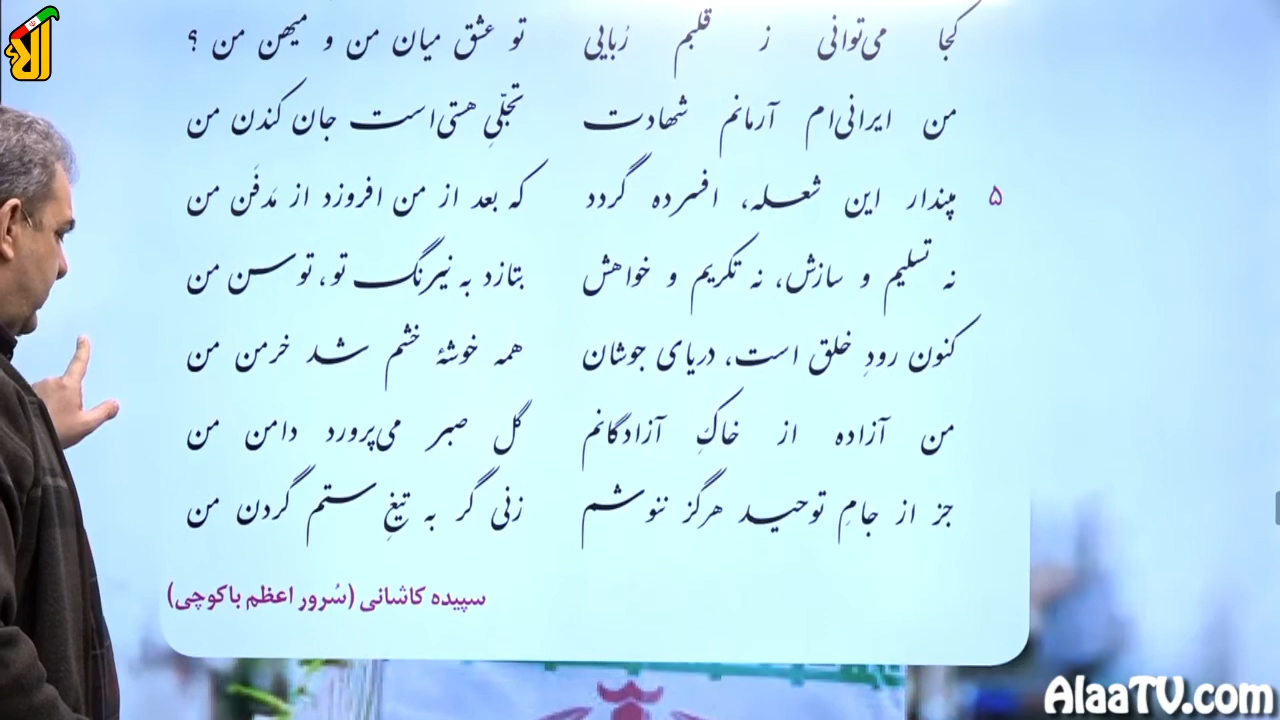 کجا می‌توانی ز قلبم رُبایی تو عشق میان من و میهن من ؟
من ایرانی‌ام آرمانم شهادت تجلّیِ هستی‌است جان کندن من
۵ مپندار این شعله، افسرده گردد که بعد از من افروزد از مَدفَن من
نه تسلیم و سازش، نه تکریم و خواهش بتازد به نیرنگ تو، توسن من
کنون رودِ خلق است، دریای جوشان همه خوشهٔ خشم شد خرمن من
من آزاده از خاکِ آزادگانم گل صبر می‌پرورد دامن من
جز از جامِ توحید هرگز ننوشم زنی گر به تیغِ ستم گردن من
سپیده کاشانی (سُرور اعظم باکوچی)
AlaaTV.com